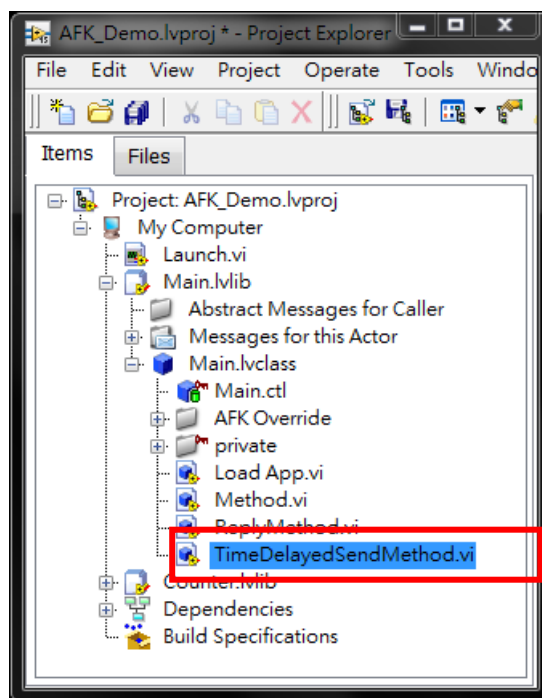 AFK_Demo.lvproj * - Project Explorer
File Edit View Project Operate Tools Windo
Items Files
Project: AFK_Demo.lvproj
My Computer
Launch.vi
Main.lvlib
Abstract Messages for Caller
Messages for this Actor
Main.lvclass
Main.ctl
AFK Override
private
Load App.vi
Method.vi
ReplyMethod.vi
TimeDelayedSendMethod.vi
Counter.lvlib
Dependencies
Build Specifications